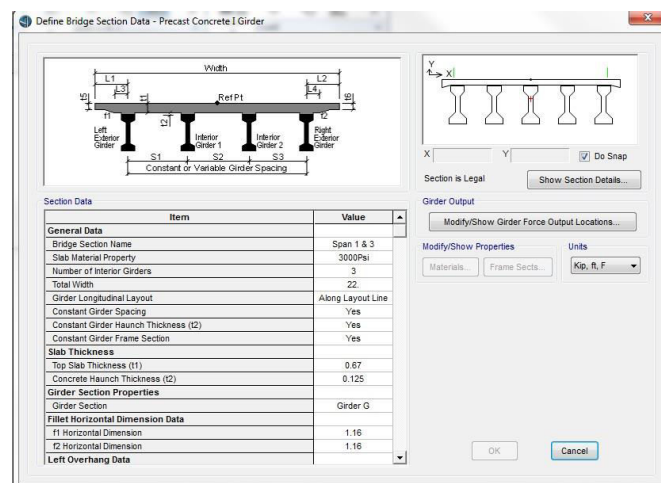 Define Bridge Section Data - Precast Concrete I Girder
Width
L1
L2
L3
L4
t5
t1
Ref Pt
t6
f1
t2
f2
Left Exterior Girder
Interior Girder 1
Interior Girder 2
Right Exterior Girder
S1
S2
S3
Constant or Variable Girder Spacing
Y
X
X
Y
Do Snap
Section is Legal
Show Section Details...
Section Data
Item Value
General Data
Bridge Section Name Span 1 & 3
Slab Material Property 3000Psi
Number of Interior Girders 3
Total Width 22.
Girder Longitudinal Layout Along Layout Line
Constant Girder Spacing Yes
Constant Girder Haunch Thickness (t2) Yes
Constant Girder Frame Section Yes
Slab Thickness
Top Slab Thickness (t1) 0.67
Concrete Haunch Thickness (t2) 0.125
Girder Section Properties
Girder Section Girder G
Fillet Horizontal Dimension Data
f1 Horizontal Dimension 1.16
f2 Horizontal Dimension 1.16
Left Overhang Data
Girder Output
Modify/Show Girder Force Output Locations...
Modify/Show Properties
Materials...
Frame Sects...
Units
Kip, ft, F
OK
Cancel